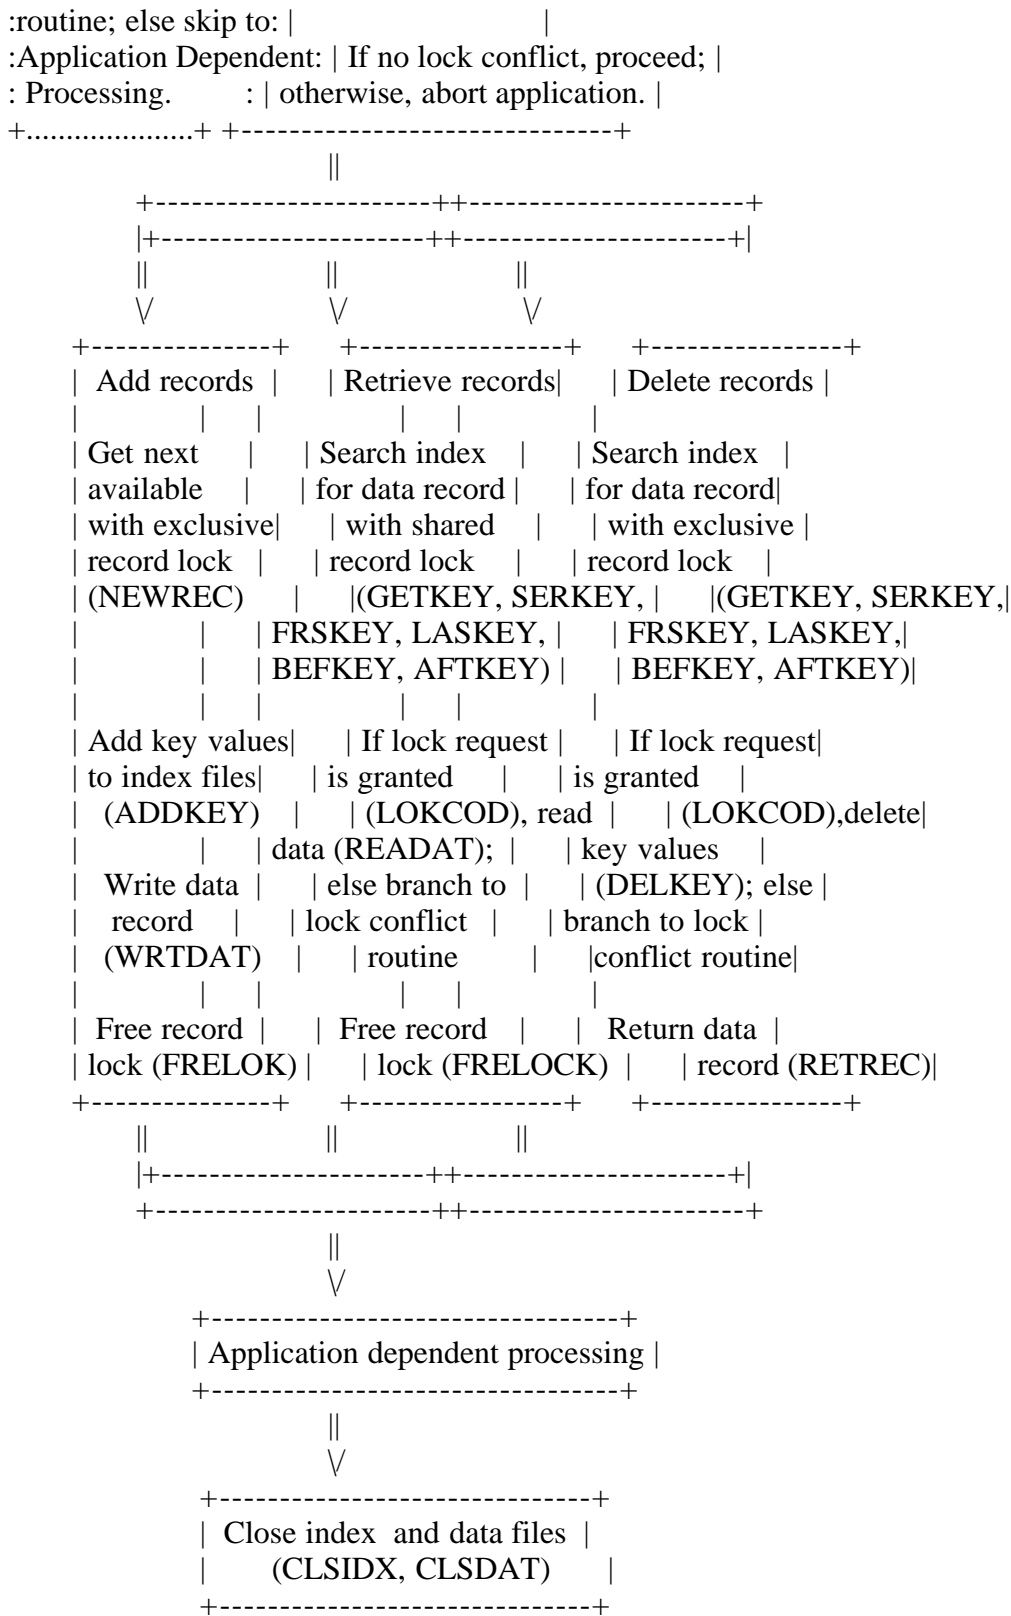 :routine; else skip to: |                                |
:Application Dependent: | If no lock conflict, proceed; |
: Processing.         : | otherwise, abort application. |
+.....................+ +-------------------------------+
||
+-----------------------++-----------------------+
|+----------------------++----------------------+|
||                       ||                       ||
\/                       \/                       \/
+---------------+      +-----------------+      +----------------+
|  Add records  |      | Retrieve records|      | Delete records |
|               |      |                 |      |                |
| Get next      |      | Search index    |      | Search index   |
| available     |      | for data record |      | for data record|
| with exclusive|      | with shared     |      | with exclusive |
| record lock   |      | record lock     |      | record lock    |
| (NEWREC)      |      |(GETKEY, SERKEY, |      |(GETKEY, SERKEY,|
|               |      | FRSKEY, LASKEY, |      | FRSKEY, LASKEY,|
|               |      | BEFKEY, AFTKEY) |      | BEFKEY, AFTKEY)|
|               |      |                 |      |                |
| Add key values|      | If lock request |      | If lock request|
| to index files|      | is granted      |      | is granted     |
|   (ADDKEY)    |      | (LOKCOD), read  |      | (LOKCOD),delete|
|               |      | data (READAT);  |      | key values     |
|   Write data  |      | else branch to  |      | (DELKEY); else |
|    record     |      | lock conflict   |      | branch to lock |
|   (WRTDAT)    |      | routine         |      |conflict routine|
|               |      |                 |      |                |
|  Free record  |      |  Free record    |      |   Return data  |
| lock (FRELOK) |      | lock (FRELOCK)  |      | record (RETREC)|
+---------------+      +-----------------+      +----------------+
||                       ||                       ||
|+----------------------++----------------------+|
+-----------------------++-----------------------+
||
\/
+----------------------------------+
| Application dependent processing |
+----------------------------------+
||
\/
+-------------------------------+
|  Close index  and data files  |
|       (CLSIDX, CLSDAT)        |
+-------------------------------+